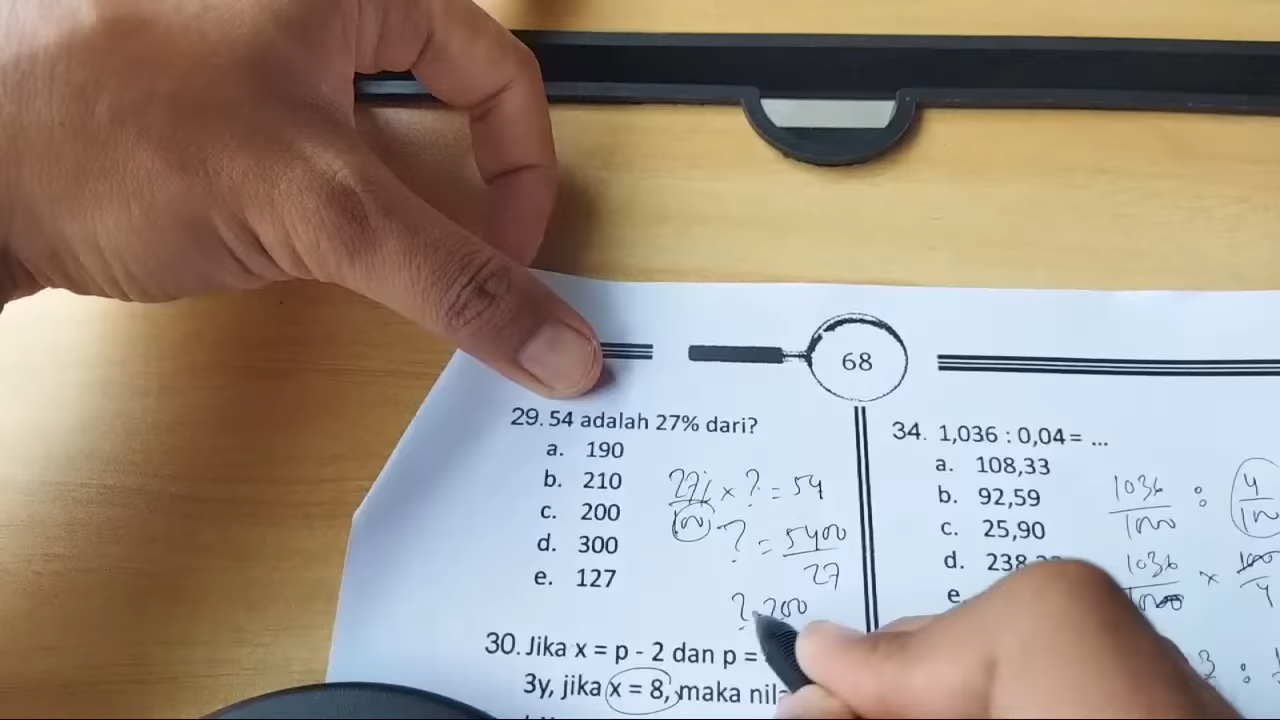 68
29. 54 adalah 27% dari?
a. 190
b. 210
c. 200
d. 300
e. 127
27% x ? = 54
100
? = 5400
27
? 200
30. Jika x = p - 2 dan p =
3y, jika x = 8, maka
34. 1,036 : 0,04 = ...
a. 108,33
b. 92,59
c. 25,90
d. 238
e.
1036 : 4
1000
1036 x 100
1000 4